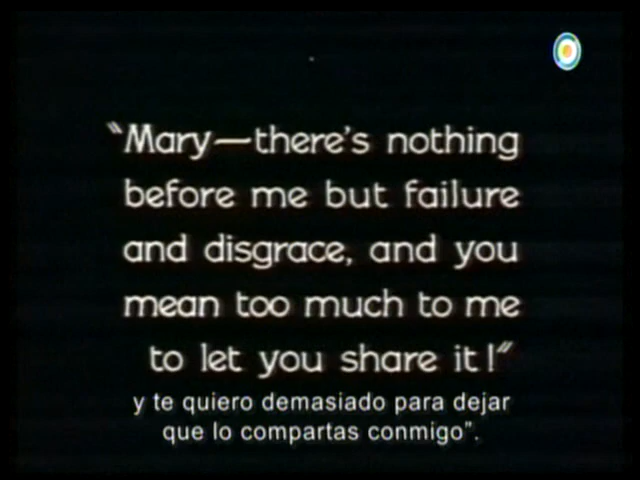 “Mary—there's nothing
before me but failure
and disgrace, and you
mean too much to me
to let you share it!”
y te quiero demasiado para dejar
que lo compartas conmigo”.